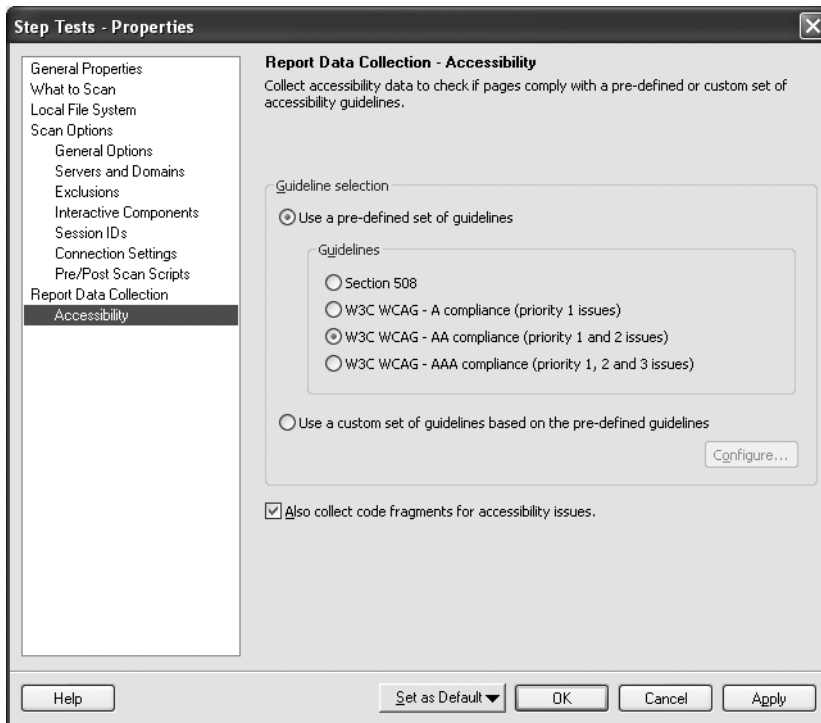 Step Tests - Properties
General Properties
What to Scan
Local File System
Scan Options
General Options
Servers and Domains
Exclusions
Interactive Components
Session IDs
Connection Settings
Pre/Post Scan Scripts
Report Data Collection
Accessibility
Report Data Collection - Accessibility
Collect accessibility data to check if pages comply with a pre-defined or custom set of
accessibility guidelines.
Guideline selection
Use a pre-defined set of guidelines
Guidelines
Section 508
W3C WCAG - A compliance (priority 1 issues)
W3C WCAG - AA compliance (priority 1 and 2 issues)
W3C WCAG - AAA compliance (priority 1, 2 and 3 issues)
Use a custom set of guidelines based on the pre-defined guidelines
Configure...
Also collect code fragments for accessibility issues.
Help
Set as Default
OK
Cancel
Apply